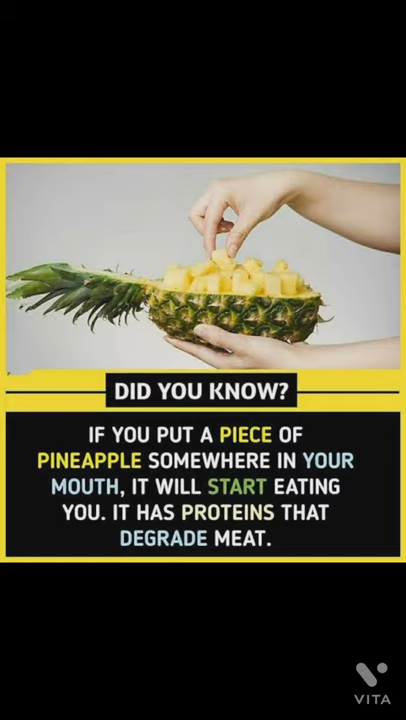 DID YOU KNOW?
IF YOU PUT A PIECE OF
PINEAPPLE SOMEWHERE IN YOUR
MOUTH, IT WILL START EATING
YOU. IT HAS PROTEINS THAT
DEGRADE MEAT.
VITA